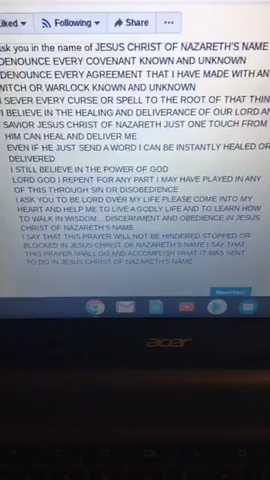 Liked Following Share ...
ask you in the name of JESUS CHRIST OF NAZARETH'S NAME
DENOUNCE EVERY COVENANT KNOWN AND UNKNOWN
DENOUNCE EVERY AGREEMENT THAT I HAVE MADE WITH AN
WITCH OR WARLOCK KNOWN AND UNKNOWN
I SEVER EVERY CURSE OR SPELL TO THE ROOT OF THAT THIN
I BELIEVE IN THE HEALING AND DELIVERANCE OF OUR LORD AN
SAVIOR JESUS CHRIST OF NAZARETH JUST ONE TOUCH FROM
HIM CAN HEAL AND DELIVER ME
EVEN IF HE JUST SEND A WORD I CAN BE INSTANTLY HEALED OR
DELIVERED
I STILL BELIEVE IN THE POWER OF GOD
LORD GOD I REPENT FOR ANY PART I MAY HAVE PLAYED IN ANY
OF THIS THROUGH SIN OR DISOBEDIENCE
I ASK YOU TO BE LORD OVER MY LIFE PLEASE COME INTO MY
HEART AND HELP ME TO LIVE A GODLY LIFE AND TO LEARN HOW
TO WALK IN WISDOM....DISCERNMENT AND OBEDIENCE IN JESUS
CHRIST OF NAZARETH'S NAME
I SAY THAT THIS PRAYER WILL NOT BE HINDERED STOPPED OR
BLOCKED IN JESUS CHRIST OF NAZARETH'S NAME I SAY THAT
THIS PRAYER SHALL GO AND ACCOMPLISH WHAT IT WAS SENT
TO DO IN JESUS CHRIST OF NAZARETH'S NAME
acer